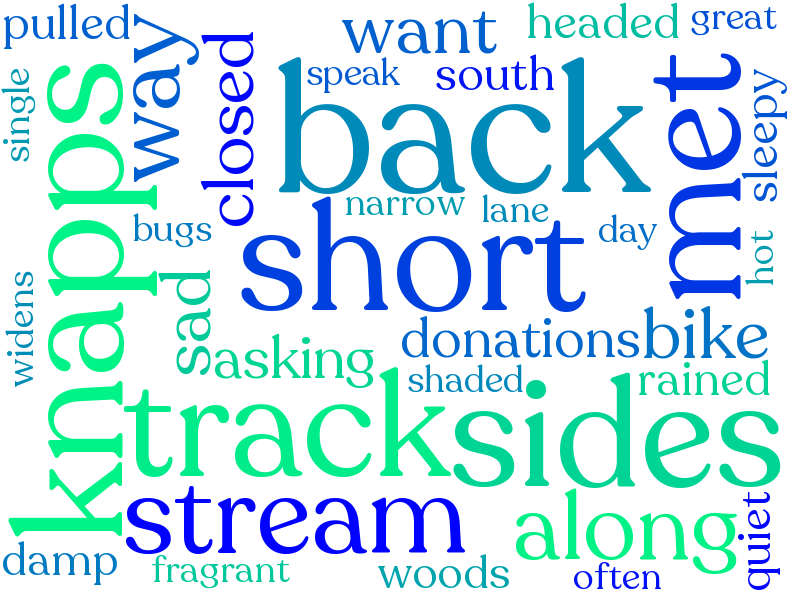 pulled
way
closed
want
headed
great
single
knapps
speak
south
back
met
sleepy
bugs
narrow
lane
day
hot
short
widens
sad
asking
donations
bike
shaded
rained
track
sides
stream
along
quiet
damp
fragrant
woods
often